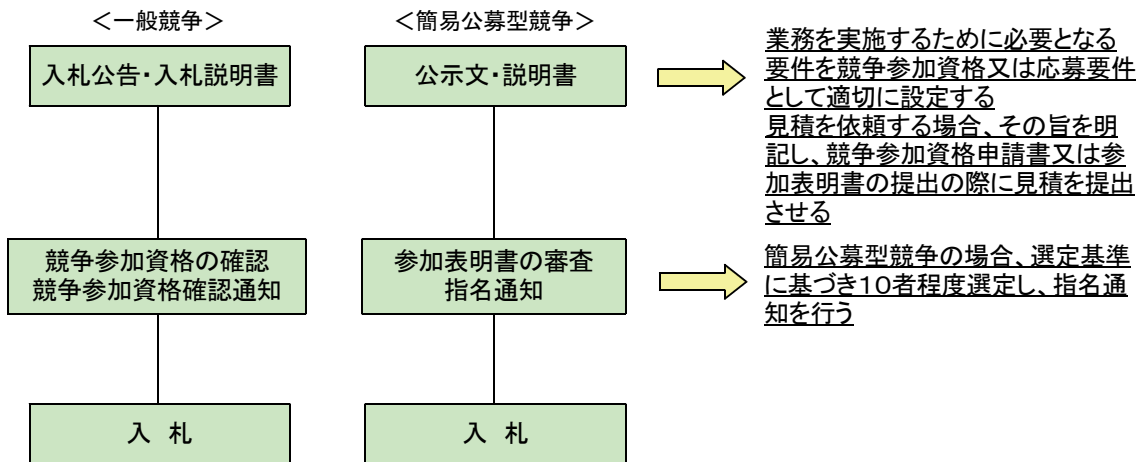 ＜一般競争＞
＜簡易公募型競争＞
入札公告・入札説明書
公示文・説明書
業務を実施するために必要となる
要件を競争参加資格又は応募要件
として適切に設定する
見積を依頼する場合、その旨を明
記し、競争参加資格申請書又は参
加表明書の提出の際に見積を提出
させる
競争参加資格の確認
競争参加資格確認通知
参加表明書の審査
指名通知
簡易公募型競争の場合、選定基準
に基づき１０者程度選定し、指名通
知を行う
入 札
入 札